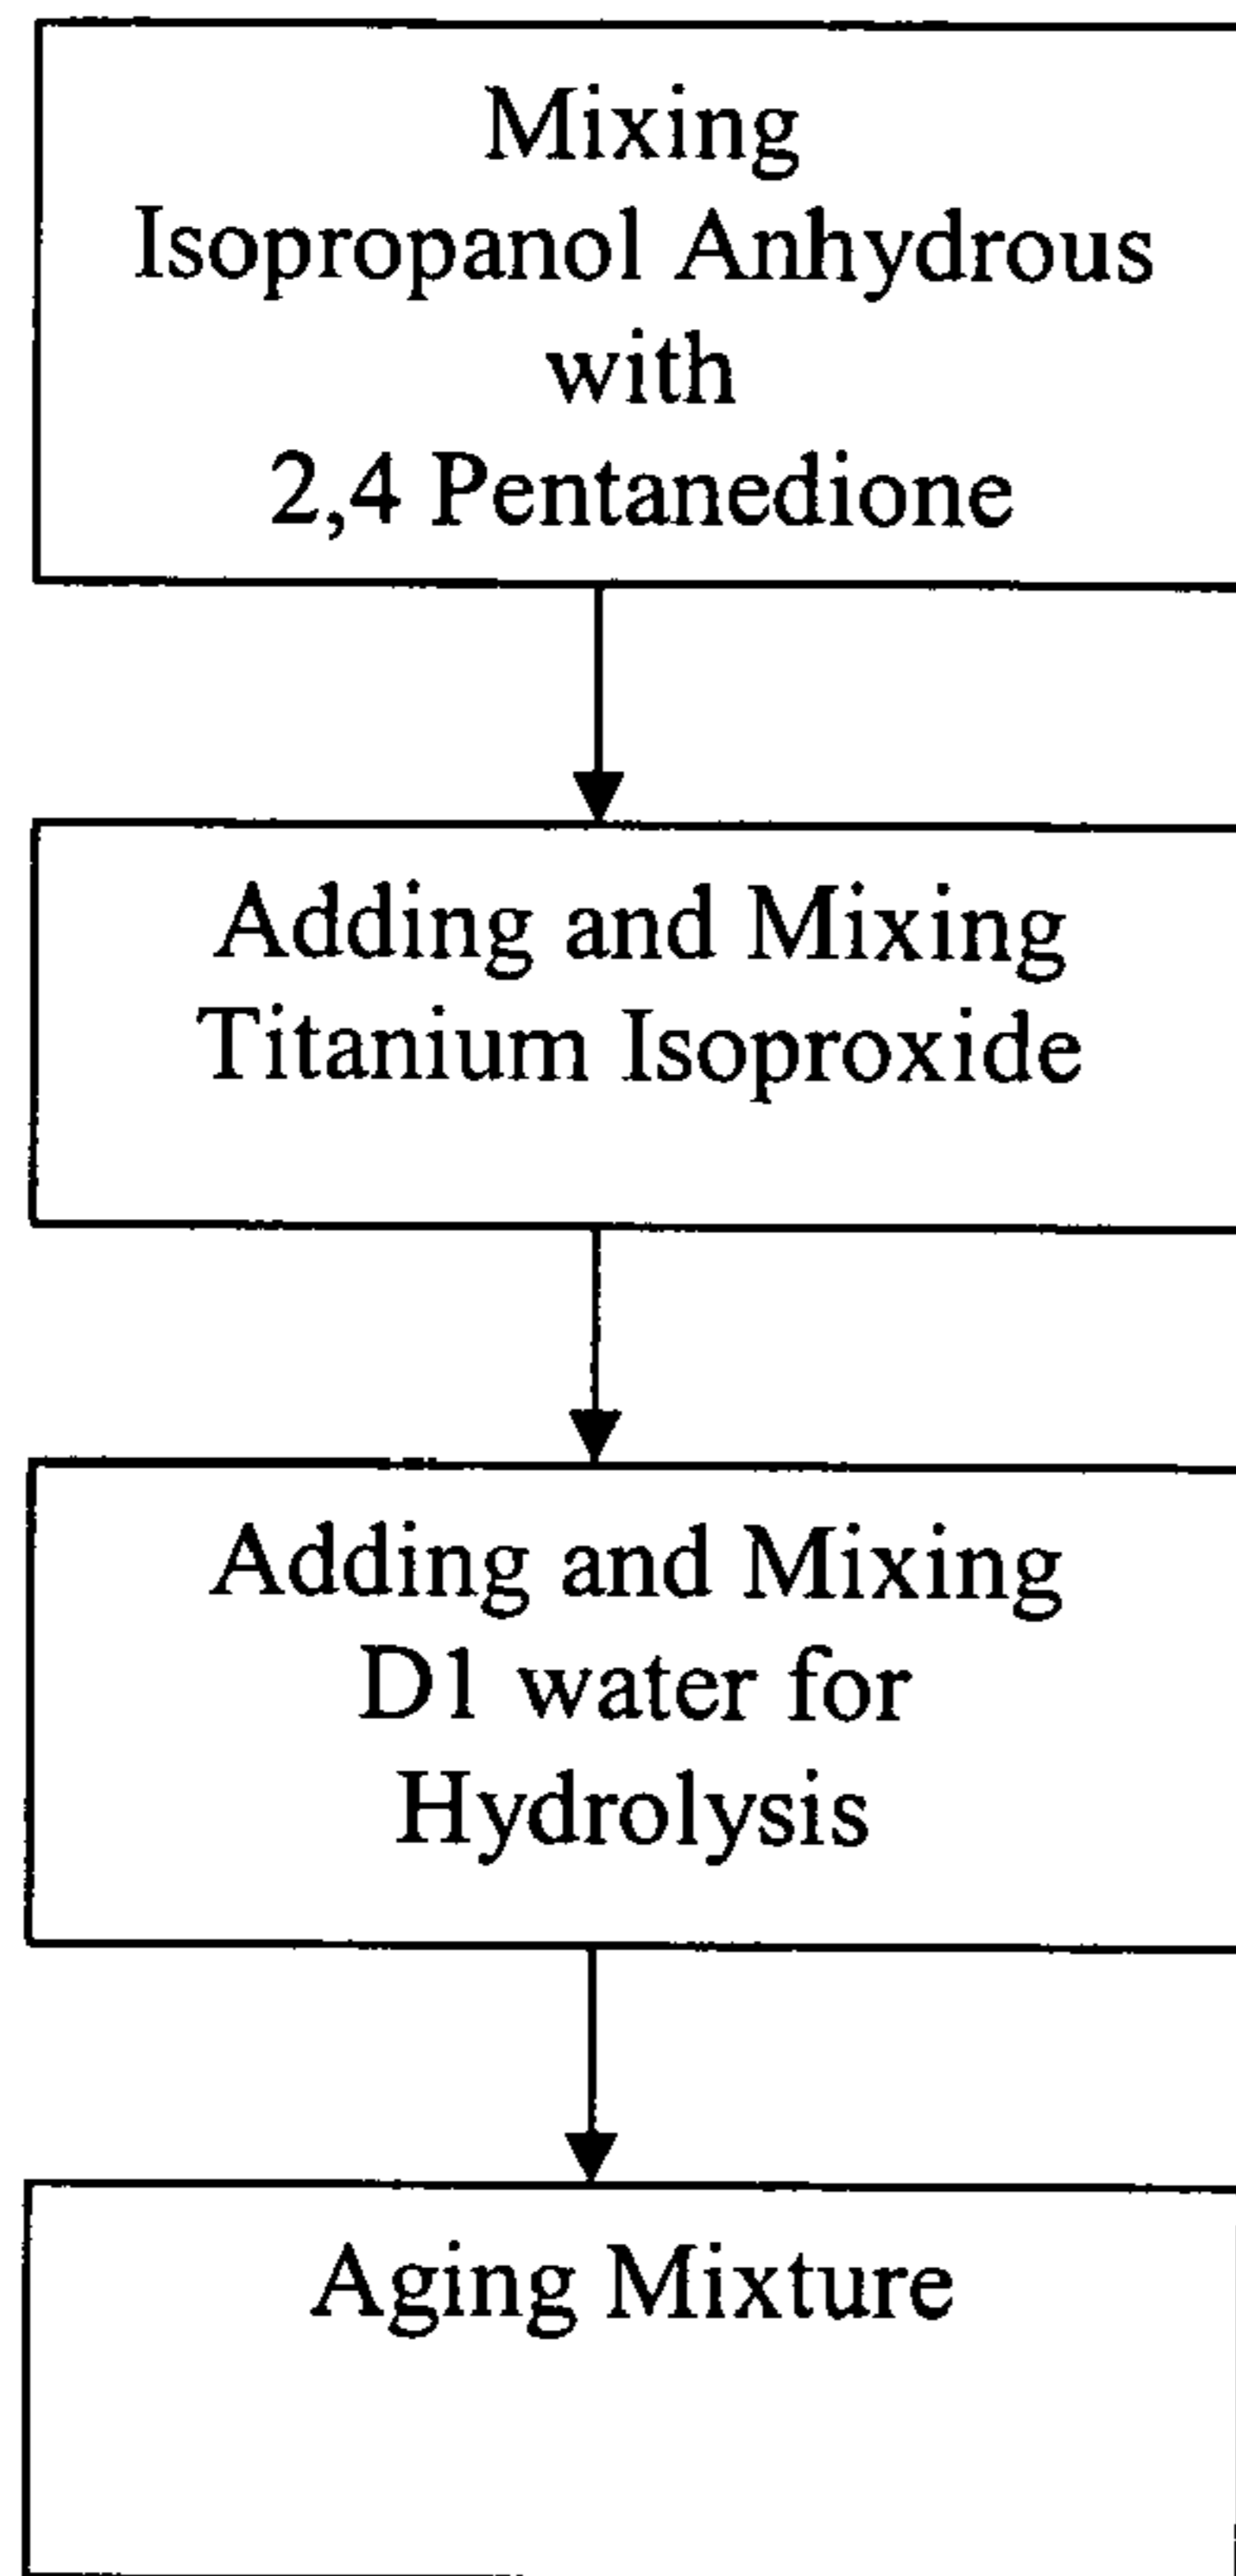 Mixing
Isopropanol Anhydrous
with
2,4 Pentanedione
Adding and Mixing
Titanium Isoproxide
Adding and Mixing
D1 water for
Hydrolysis
Aging Mixture